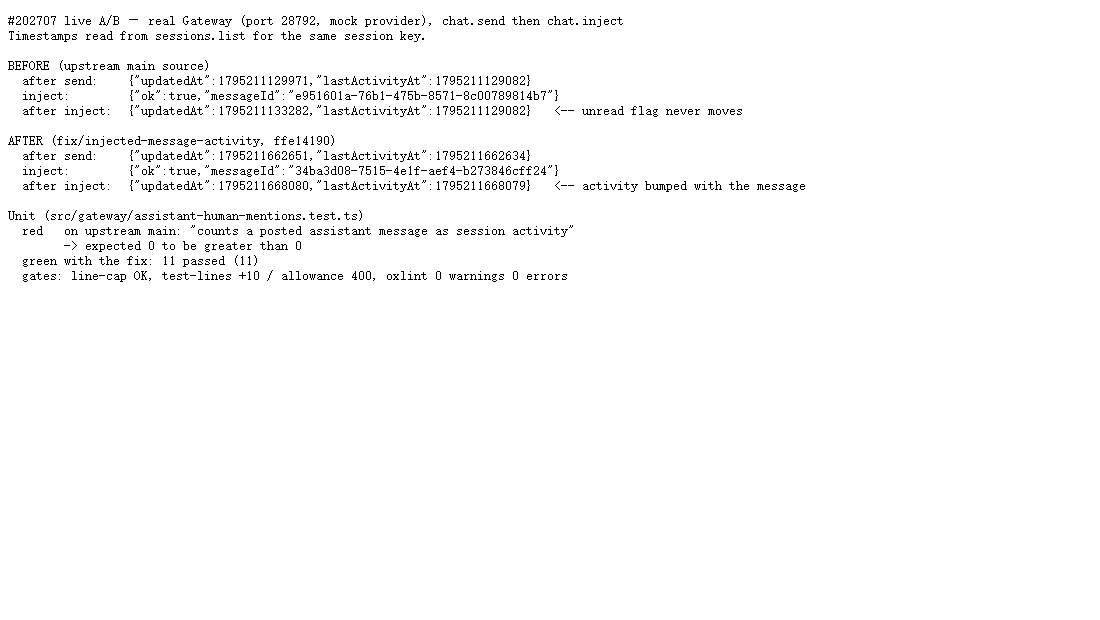 #202707 live A/B — real Gateway (port 28792, mock provider), chat.send then chat.inject
Timestamps read from sessions.list for the same session key.
BEFORE (upstream main source)
after send: {"updatedAt":1795211129971,"lastActivityAt":1795211129082}
inject: {"ok":true,"messageId":"e951601a-76b1-475b-8571-8c00789814b7"}
after inject: {"updatedAt":1795211133282,"lastActivityAt":1795211129082} <-- unread flag never moves
AFTER (fix/injected-message-activity, ffe14190)
after send: {"updatedAt":1795211662651,"lastActivityAt":1795211662634}
inject: {"ok":true,"messageId":"34ba3d08-7515-4e1f-aef4-b273846cff24"}
after inject: {"updatedAt":1795211668080,"lastActivityAt":1795211668079} <-- activity bumped with the message
Unit (src/gateway/assistant-human-mentions.test.ts)
red on upstream main: "counts a posted assistant message as session activity"
-> expected 0 to be greater than 0
green with the fix: 11 passed (11)
gates: line-cap OK, test-lines +10 / allowance 400, oxlint 0 warnings 0 errors